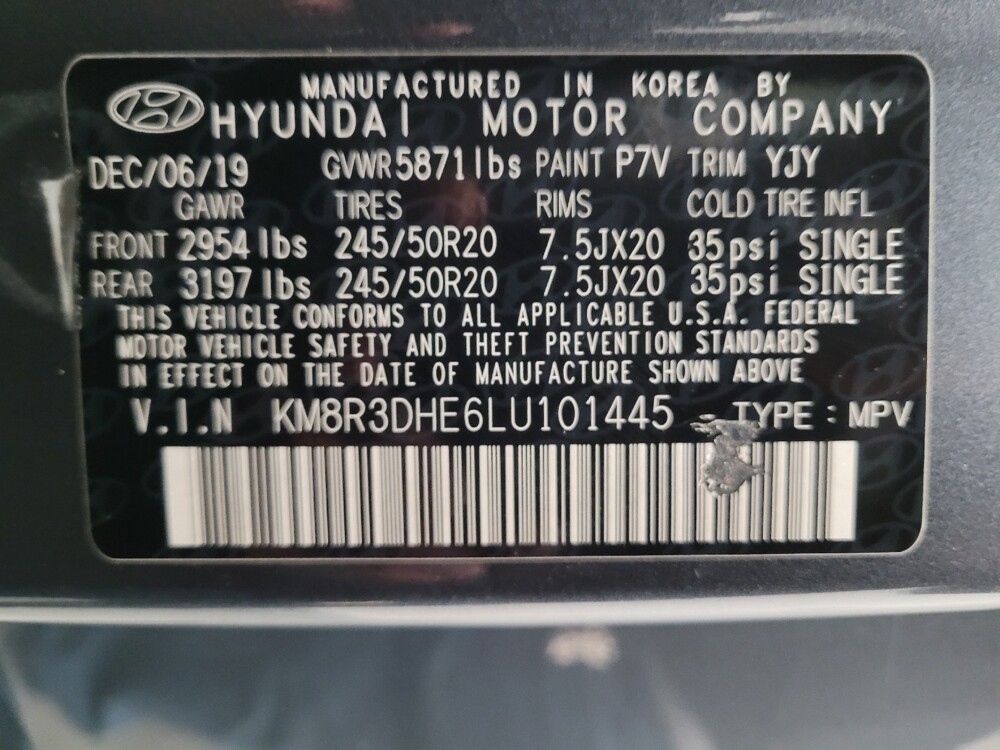 MANUFACTURED IN KOREA BY
HYUNDAI MOTOR COMPANY
DEC/06/19 GVWR 5871lbs PAINT P7V TRIM YJY
GAWR TIRES RIMS COLD TIRE INFL
FRONT 2954 lbs 245/50R20 7.5JX20 35psi SINGLE
REAR 3197 lbs 245/50R20 7.5JX20 35psi SINGLE
THIS VEHICLE CONFORMS TO ALL APPLICABLE U.S.A. FEDERAL
MOTOR VEHICLE SAFETY AND THEFT PREVENTION STANDARDS
IN EFFECT ON THE DATE OF MANUFACTURE SHOWN ABOVE
V.I.N KM8R3DHE6LU101445 TYPE : MPV